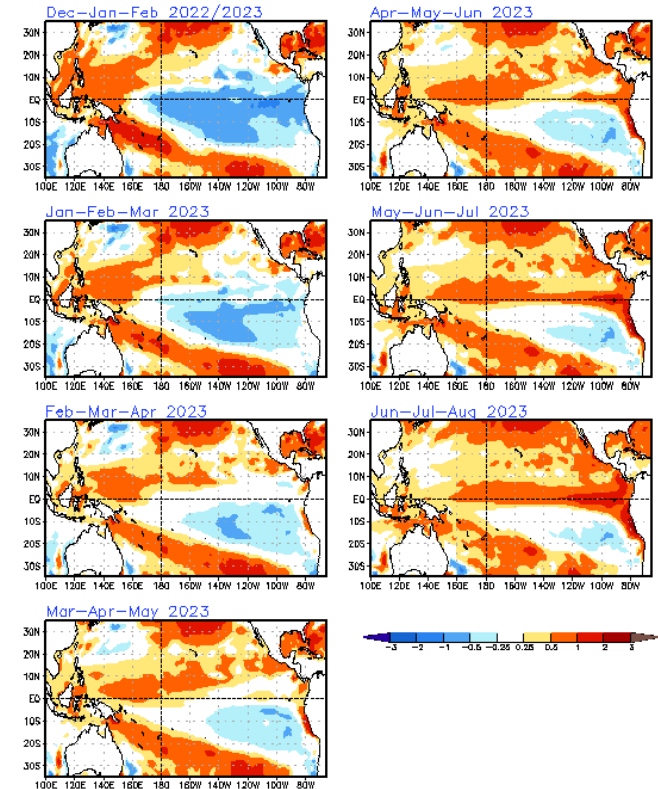 Dec-Jan-Feb 2022/2023
30N
20N
10N
EQ
10S
20S
30S
100E 120E 140E 160E 180 160W 140W 120W 100W 80W
Jan-Feb-Mar 2023
30N
20N
10N
EQ
10S
20S
30S
100E 120E 140E 160E 180 160W 140W 120W 100W 80W
Feb-Mar-Apr 2023
30N
20N
10N
EQ
10S
20S
30S
100E 120E 140E 160E 180 160W 140W 120W 100W 80W
Mar-Apr-May 2023
30N
20N
10N
EQ
10S
20S
30S
100E 120E 140E 160E 180 160W 140W 120W 100W 80W
Apr-May-Jun 2023
30N
20N
10N
EQ
10S
20S
30S
100E 120E 140E 160E 180 160W 140W 120W 100W 80W
May-Jun-Jul 2023
30N
20N
10N
EQ
10S
20S
30S
100E 120E 140E 160E 180 160W 140W 120W 100W 80W
Jun-Jul-Aug 2023
30N
20N
10N
EQ
10S
20S
30S
100E 120E 140E 160E 180 160W 140W 120W 100W 80W
-3 -2 -1 -0.5 -0.25 0.25 0.5 1 2 3